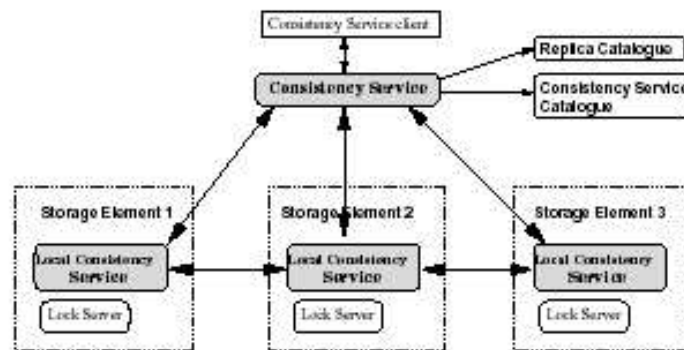 Consistency Service client
Replica Catalogue
Consistency Service
Consistency Service
Catalogue
Storage Element 1
Storage Element 2
Storage Element 3
Local Consistency
Service
Local Consistency
Service
Local Consistency
Service
Lock Server
Lock Server
Lock Server